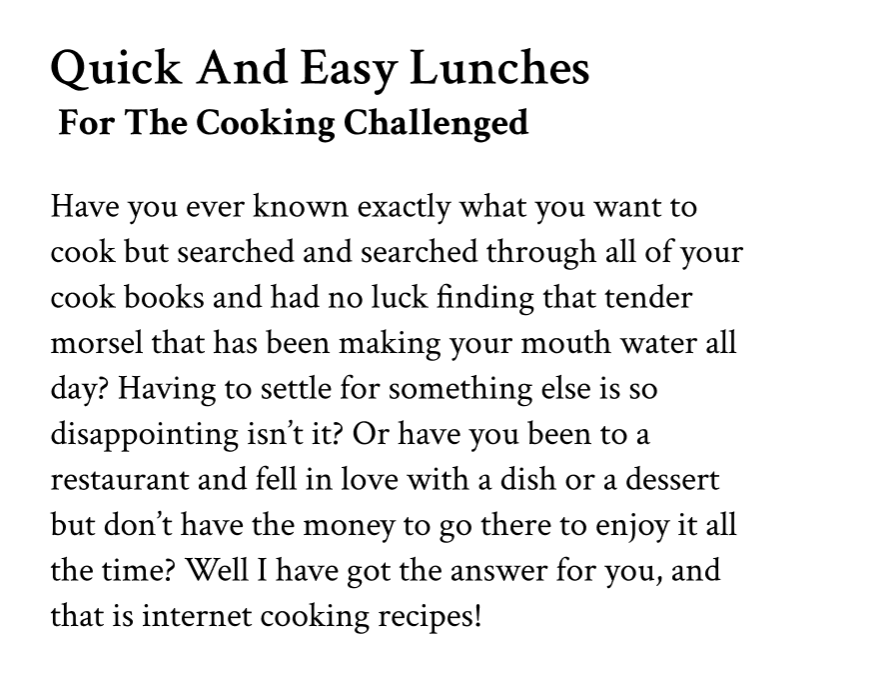 Quick And Easy Lunches
For The Cooking Challenged
Have you ever known exactly what you want to
cook but searched and searched through all of your
cook books and had no luck finding that tender
morsel that has been making your mouth water all
day? Having to settle for something else is so
disappointing isn’t it? Or have you been to a
restaurant and fell in love with a dish or a dessert
but don’t have the money to go there to enjoy it all
the time? Well I have got the answer for you, and
that is internet cooking recipes!